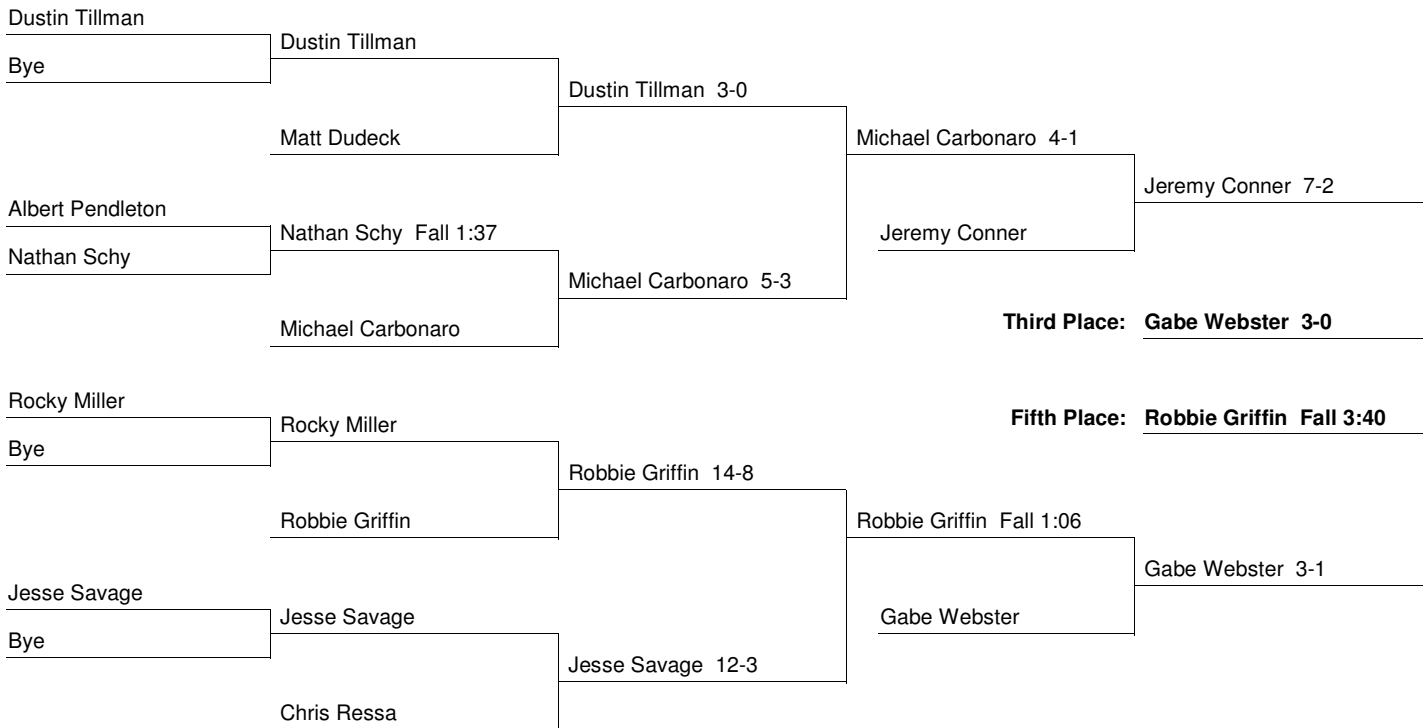 Dustin Tillman
Dustin Tillman
Bye
Dustin Tillman 3-0
Matt Dudeck
Michael Carbonaro 4-1
Jeremy Conner 7-2
Albert Pendleton
Nathan Schy Fall 1:37
Jeremy Conner
Nathan Schy
Michael Carbonaro 5-3
Michael Carbonaro
Third Place: Gabe Webster 3-0
Rocky Miller
Rocky Miller
Fifth Place: Robbie Griffin Fall 3:40
Bye
Robbie Griffin 14-8
Robbie Griffin
Robbie Griffin Fall 1:06
Gabe Webster 3-1
Jesse Savage
Jesse Savage
Gabe Webster
Bye
Jesse Savage 12-3
Chris Ressa